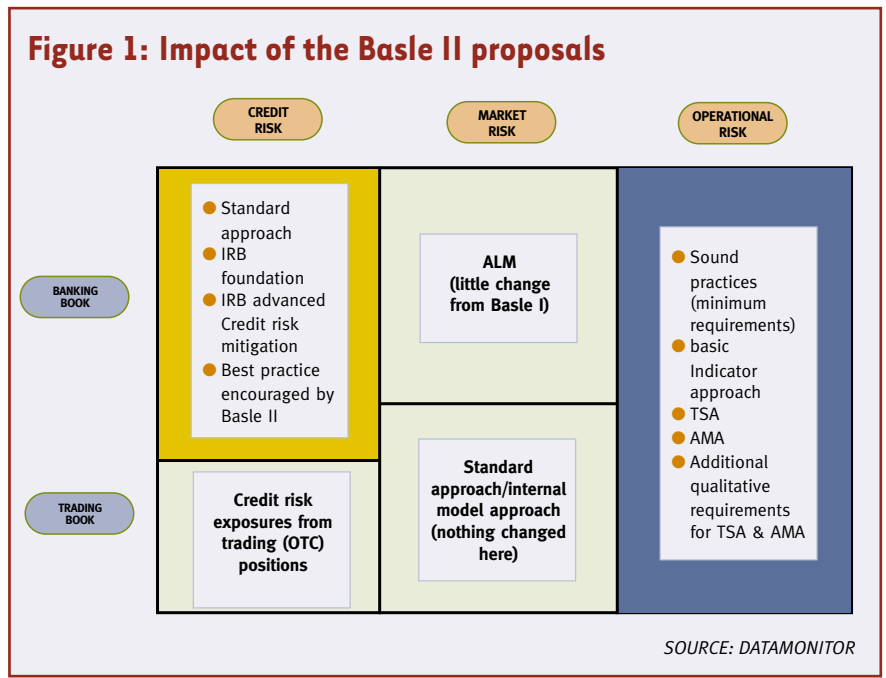 Figure 1: Impact of the Basle II proposals
CREDIT
RISK
MARKET
RISK
OPERATIONAL
RISK
BANKING
BOOK
Standard
approach
IRB
foundation
IRB advanced
Credit risk
mitigation
Best practice
encouraged by
Basle II
ALM
(little change
from Basle I)
Sound
practices
(minimum
requirements)
basic
Indicator
approach
TSA
AMA
Additional
qualitative
requirements
for TSA & AMA
TRADING
BOOK
Credit risk
exposures from
trading (OTC)
positions
Standard
approach/internal
model approach
(nothing changed
here)
SOURCE: DATAMONITOR